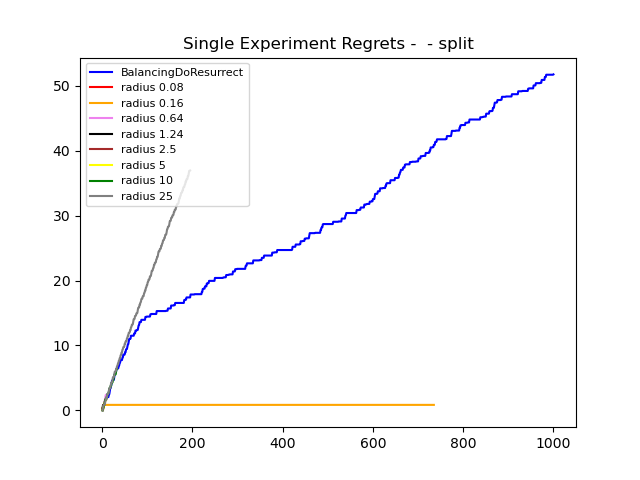 Single Experiment Regrets -  - split
BalancingDoResurrect
radius 0.08
radius 0.16
radius 0.64
radius 1.24
radius 2.5
radius 5
radius 10
radius 25
50
40
30
20
10
0
0 200 400 600 800 1000